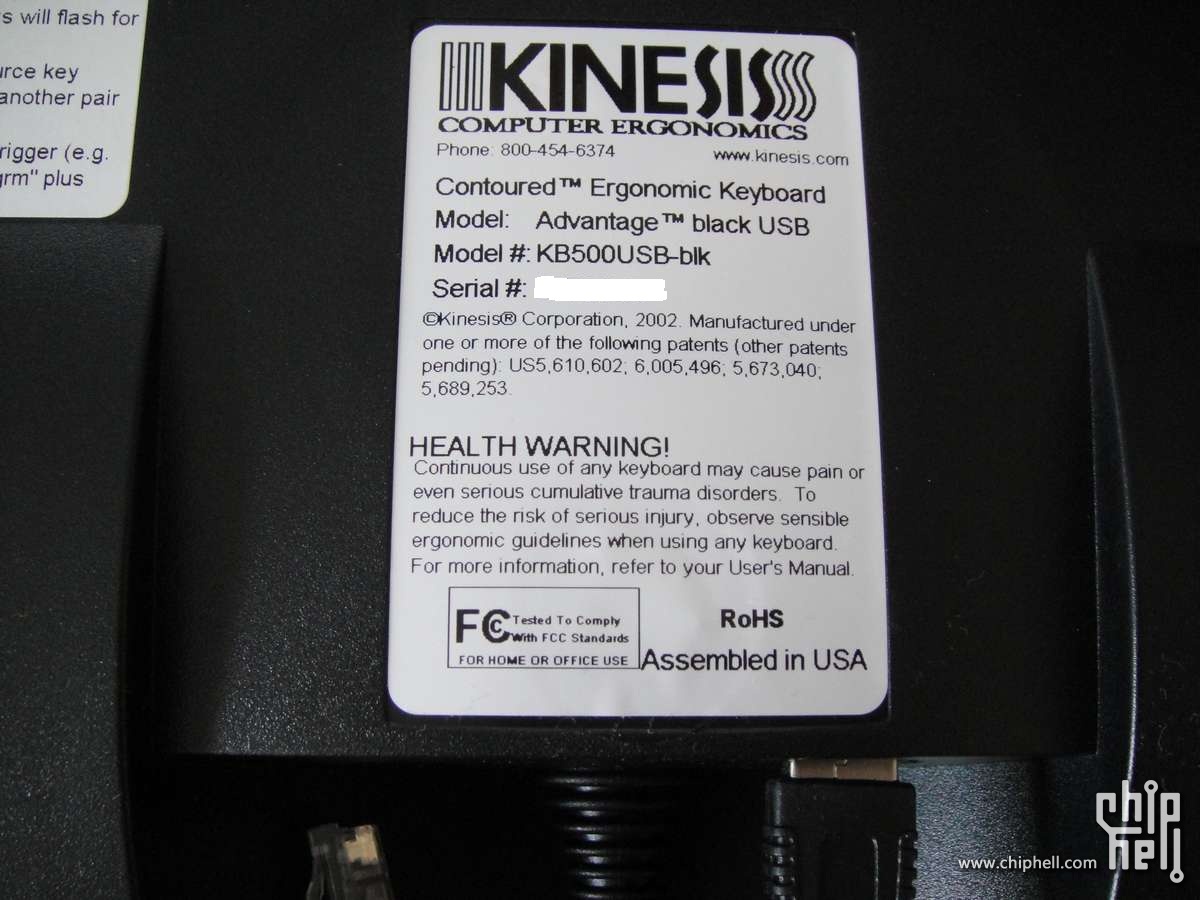 s will flash for
urce key
another pair
rigger (e.g.
grm" plus
KINESIS
COMPUTER ERGONOMICS
Phone: 800-454-6374 www.kinesis.com
Contoured™ Ergonomic Keyboard
Model: Advantage™ black USB
Model #: KB500USB-blk
Serial #:
©Kinesis® Corporation, 2002. Manufactured under
one or more of the following patents (other patents
pending): US5,610,602; 6,005,496; 5,673,040;
5,689,253.
HEALTH WARNING!
Continuous use of any keyboard may cause pain or
even serious cumulative trauma disorders. To
reduce the risk of serious injury, observe sensible
ergonomic guidelines when using any keyboard.
For more information, refer to your User's Manual.
FC Tested To Comply
With FCC Standards
FOR HOME OR OFFICE USE
RoHS
Assembled in USA
www.chiphell.com
chip
hell